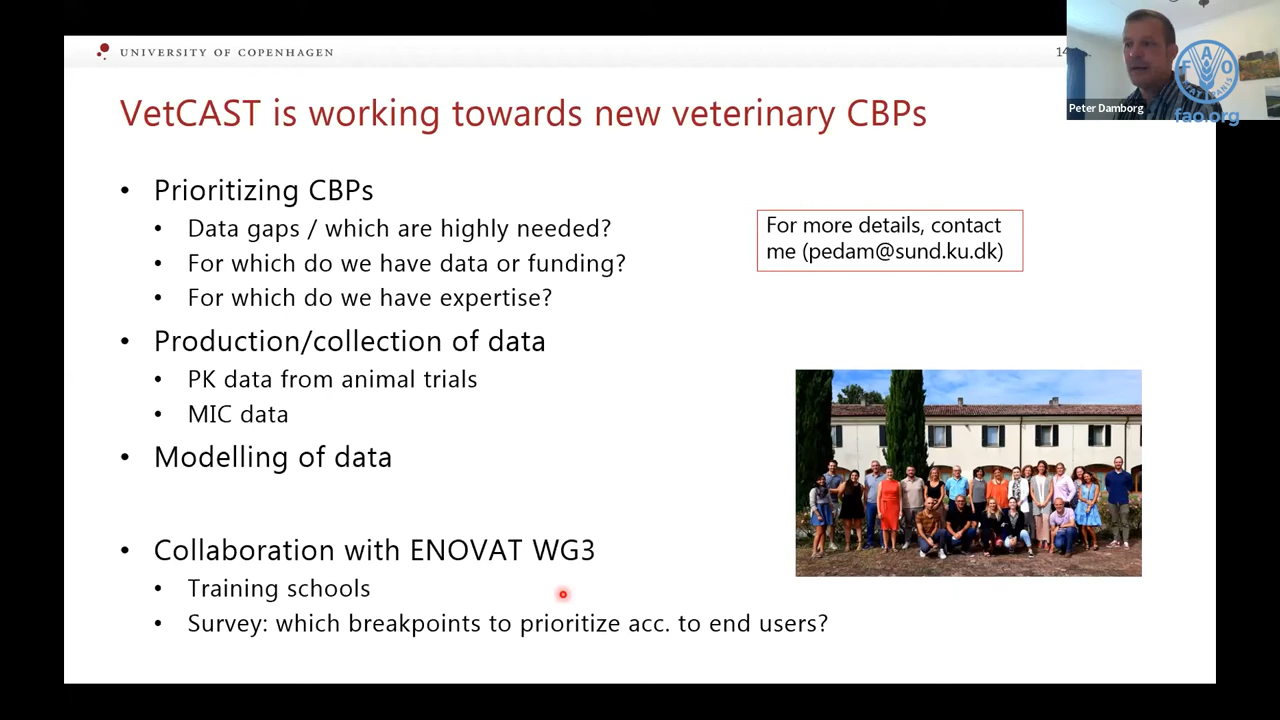 UNIVERSITY OF COPENHAGEN
14
F A O
PANIS
Peter Damborg
fao.org
VetCAST is working towards new veterinary CBPs
• Prioritizing CBPs
• Data gaps / which are highly needed?
• For which do we have data or funding?
• For which do we have expertise?
For more details, contact
me (pedam@sund.ku.dk)
• Production/collection of data
• PK data from animal trials
• MIC data
• Modelling of data
• Collaboration with ENOVAT WG3
• Training schools
• Survey: which breakpoints to prioritize acc. to end users?